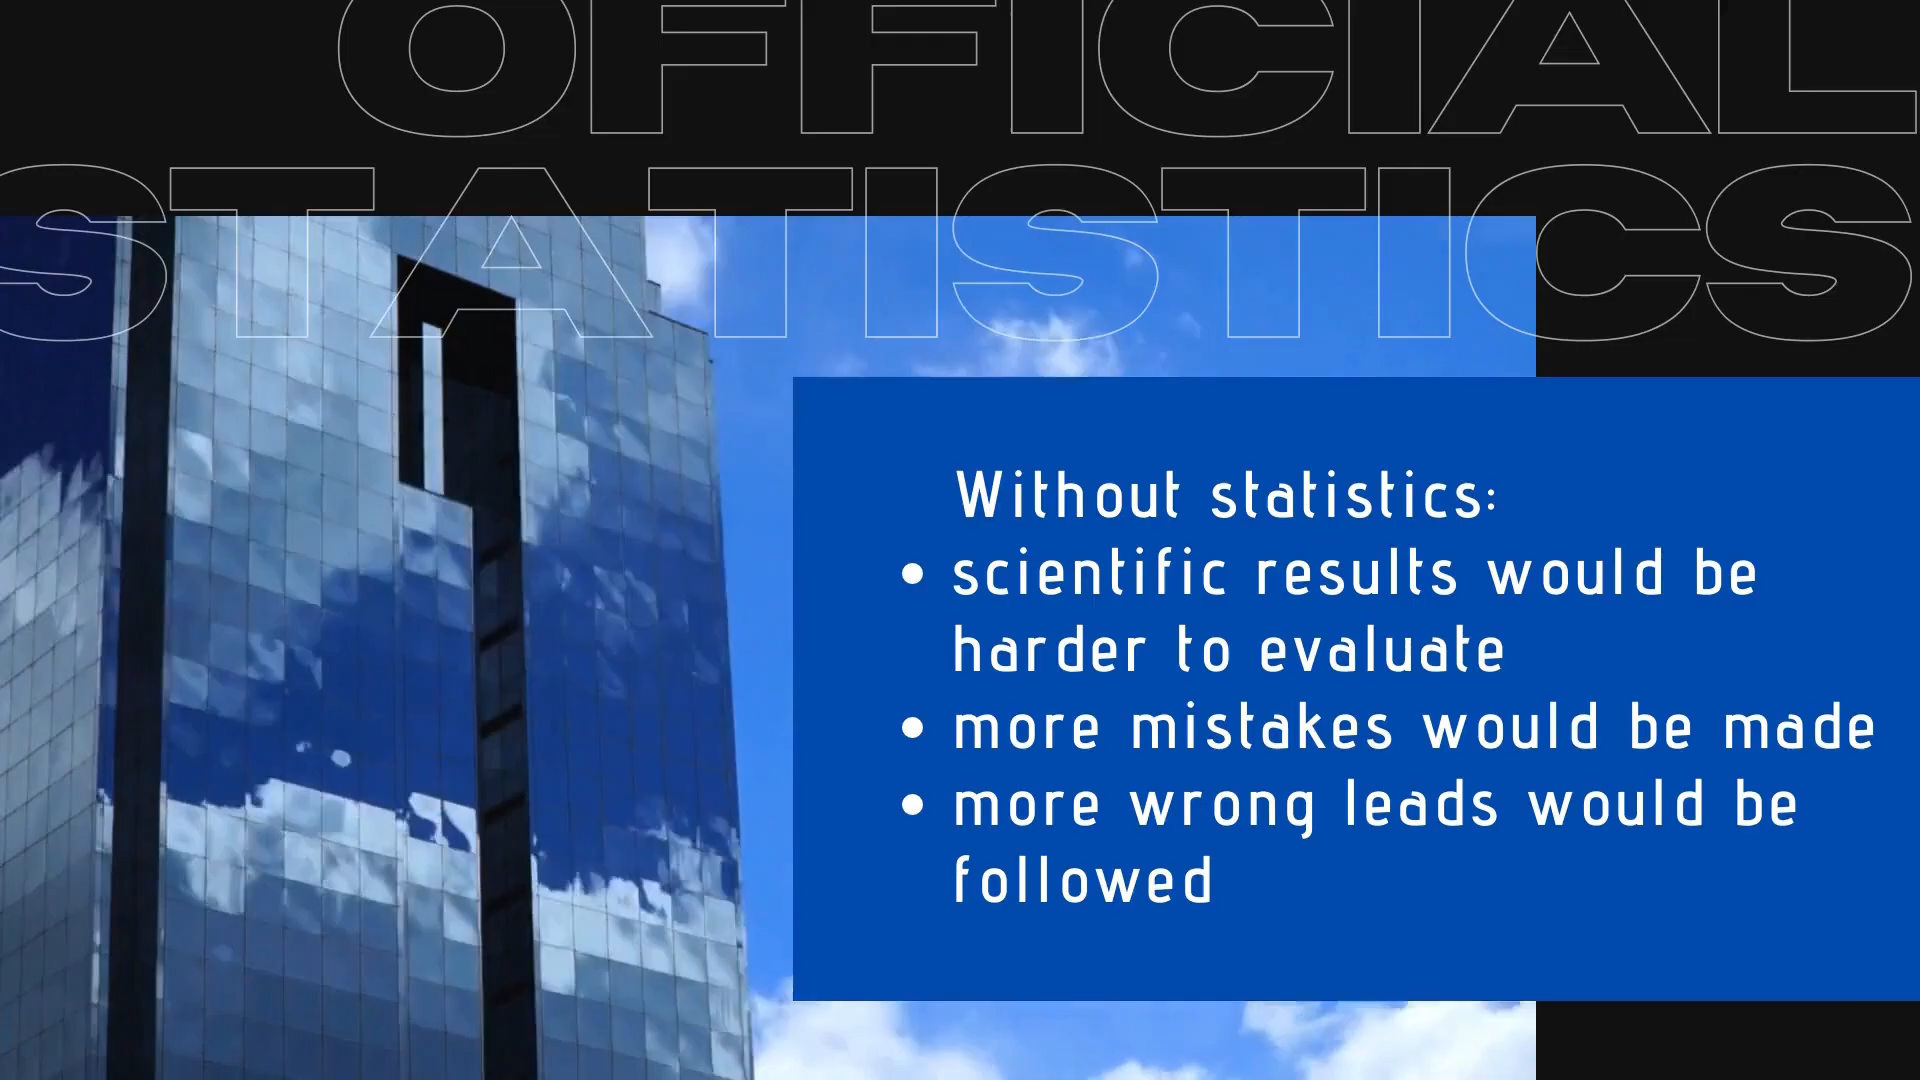 OFFICIAL
STATISTICS
Without statistics:
• scientific results would be
harder to evaluate
• more mistakes would be made
• more wrong leads would be
followed